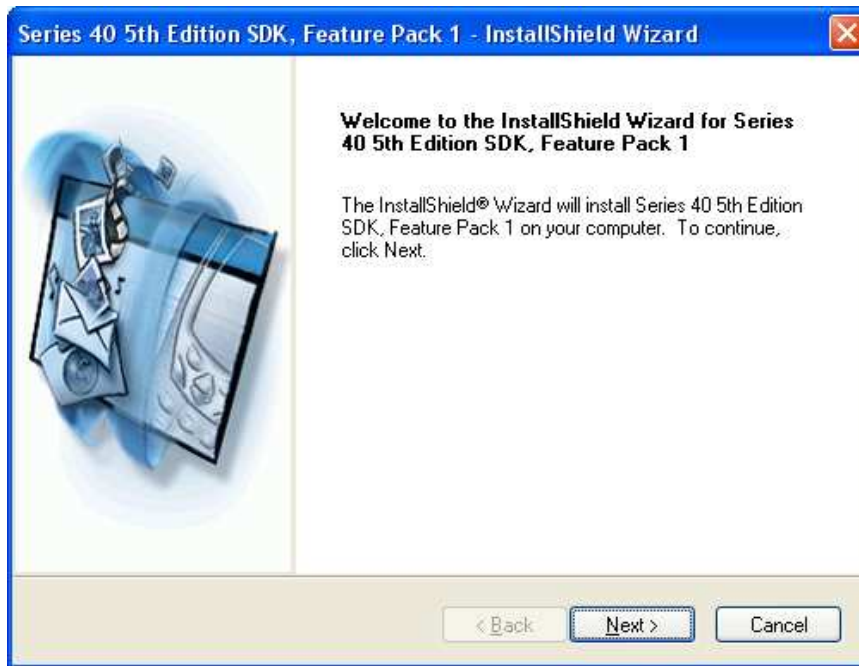 Series 40 5th Edition SDK, Feature Pack 1 - InstallShield Wizard
Welcome to the InstallShield Wizard for Series
40 5th Edition SDK, Feature Pack 1
The InstallShield® Wizard will install Series 40 5th Edition
SDK, Feature Pack 1 on your computer.  To continue,
click Next.
< Back
Next >
Cancel